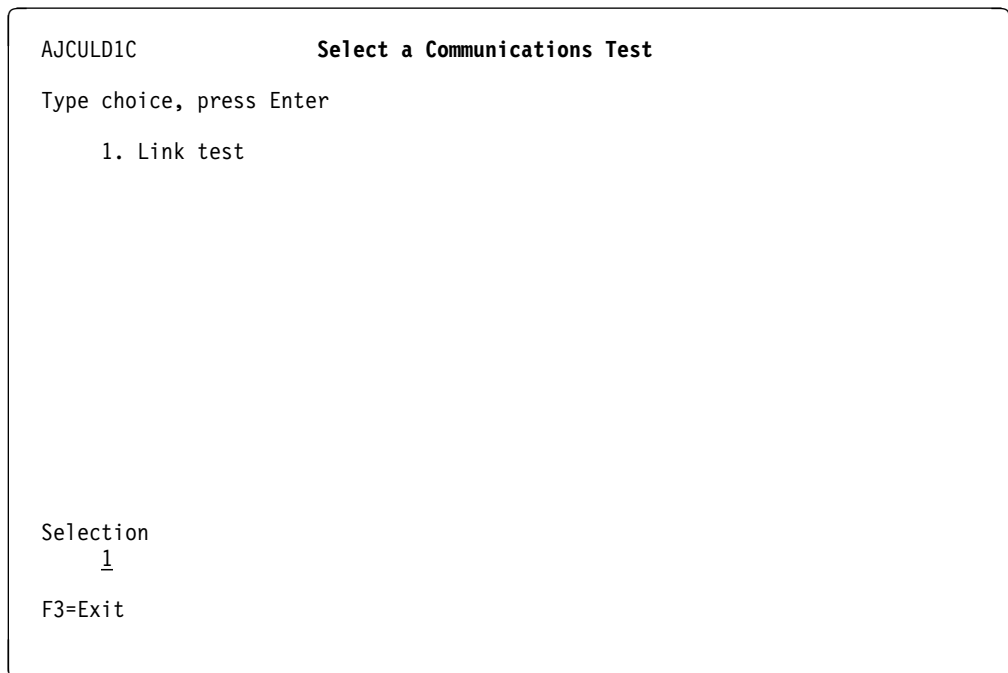 AJCULD1C Select a Communications Test
Type choice, press Enter
1. Link test
Selection
1
F3=Exit